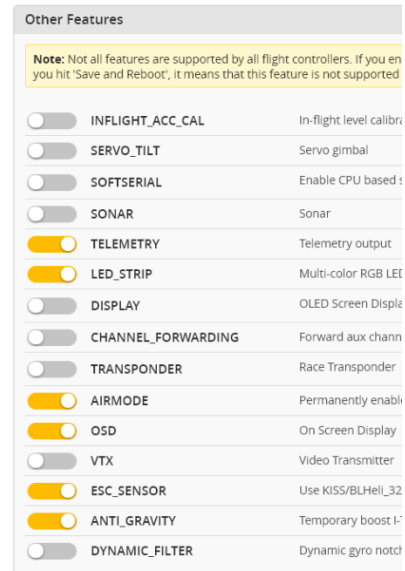 Other Features
Note: Not all features are supported by all flight controllers. If you en
you hit 'Save and Reboot', it means that this feature is not supported
INFLIGHT_ACC_CAL In-flight level calibra
SERVO_TILT Servo gimbal
SOFTSERIAL Enable CPU based s
SONAR Sonar
TELEMETRY Telemetry output
LED_STRIP Multi-color RGB LED
DISPLAY OLED Screen Displa
CHANNEL_FORWARDING Forward aux chann
TRANSPONDER Race Transponder
AIRMODE Permanently enable
OSD On Screen Display
VTX Video Transmitter
ESC_SENSOR Use KISS/BLHeli_32
ANTI_GRAVITY Temporary boost I-T
DYNAMIC_FILTER Dynamic gyro notch